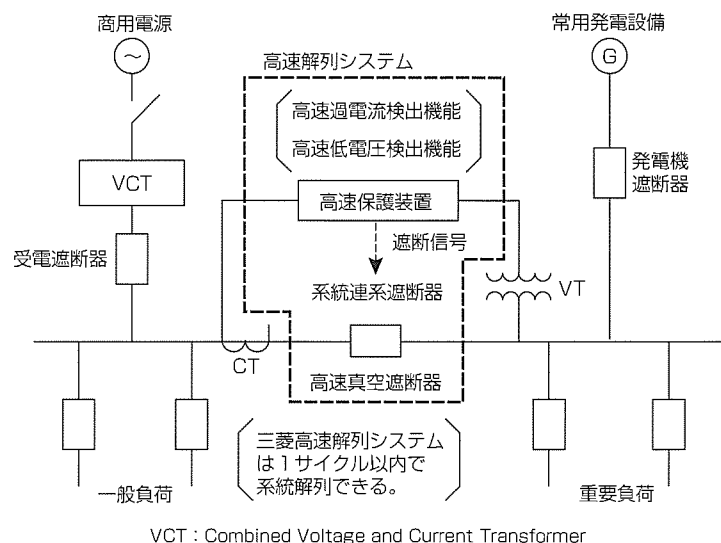 商用電源
常用発電設備
高速解列システム
G
高速過電流検出機能
高速低電圧検出機能
VCT
発電機
遮断器
高速保護装置
遮断信号
受電遮断器
系統連系遮断器
VT
CT
高速真空遮断器
三菱高速解列システム
は1サイクル以内で
系統解列できる。
一般負荷
重要負荷
VCT:Combined Voltage and Current Transformer